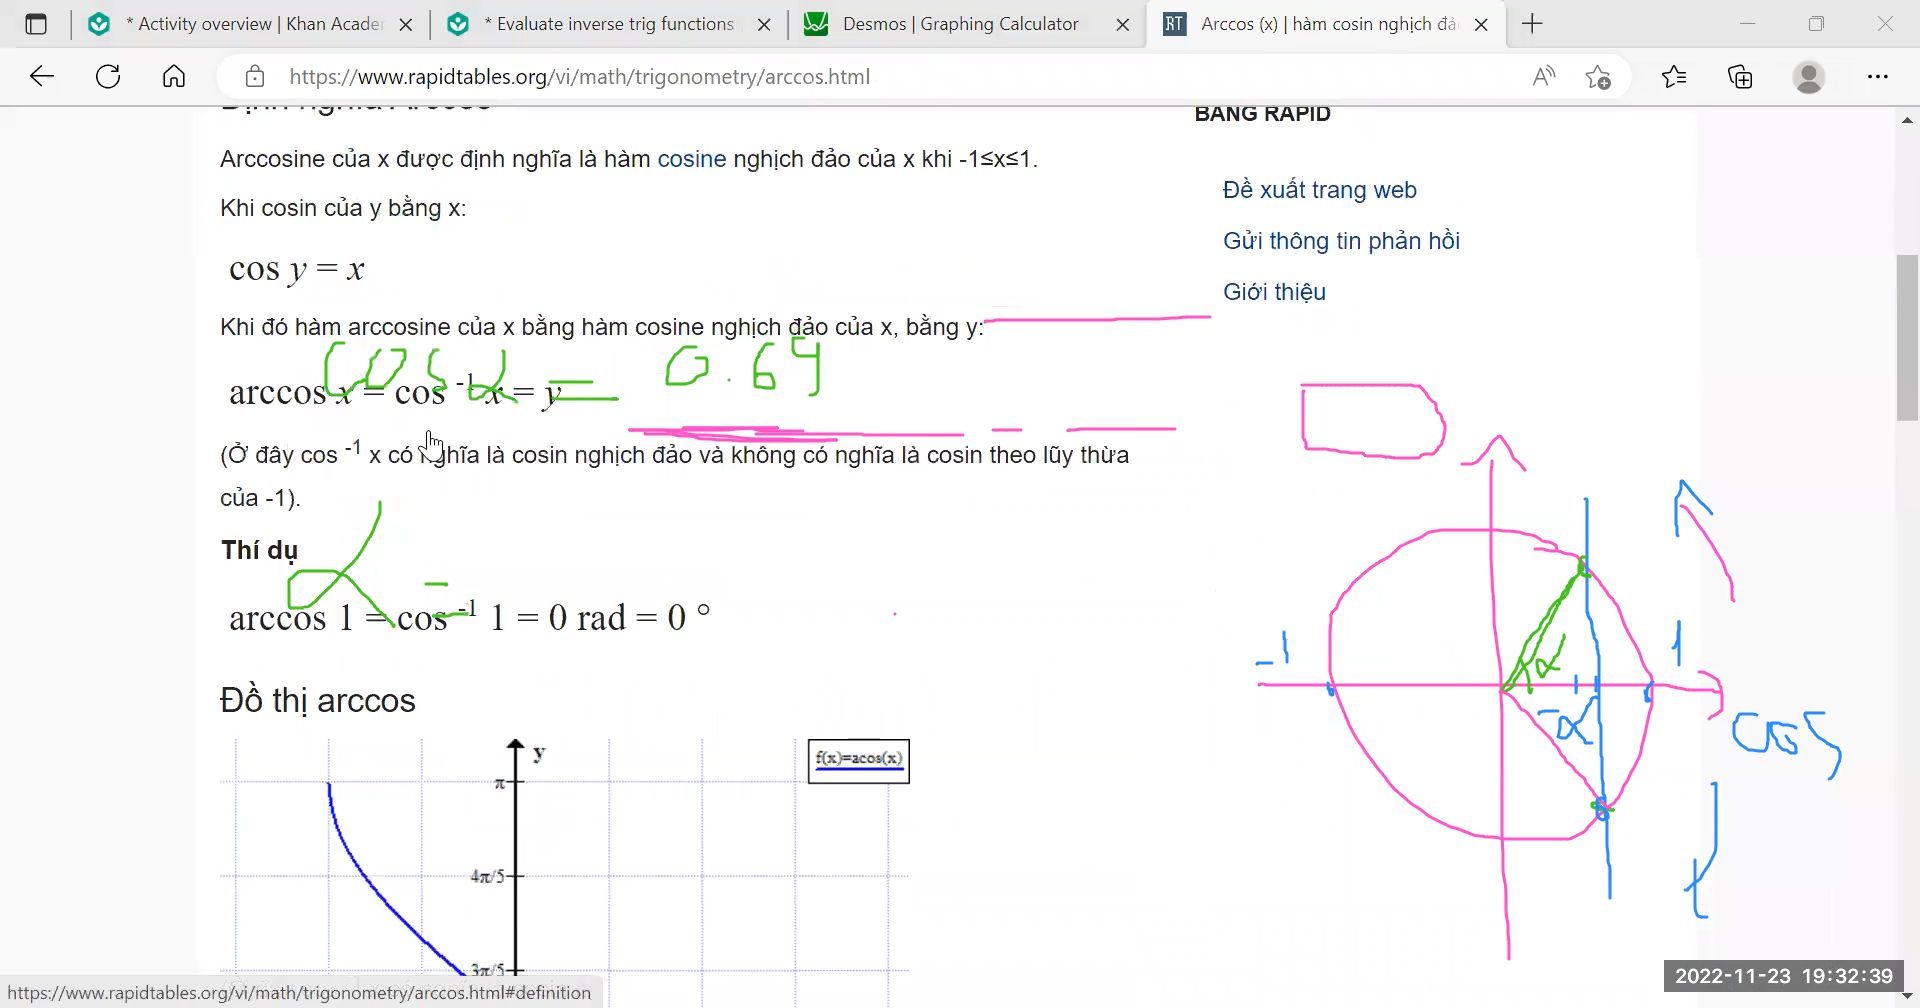 * Activity overview | Khan Acade
* Evaluate inverse trig functions
Desmos | Graphing Calculator
Arccos (x) | hàm cosin nghịch đả
https://www.rapidtables.org/vi/math/trigonometry/arccos.html
Định nghĩa Arccos
BẢNG RAPID
Arccosine của x được định nghĩa là hàm cosine nghịch đảo của x khi -1≤x≤1.
Đề xuất trang web
Khi cosin của y bằng x:
Gửi thông tin phản hồi
cos y = x
Giới thiệu
Khi đó hàm arccosine của x bằng hàm cosine nghịch đảo của x, bằng y:
cos α = 0.64
arccos x = cos -1 x = y
(Ở đây cos -1 x có nghĩa là cosin nghịch đảo và không có nghĩa là cosin theo lũy thừa
của -1).
Thí dụ
α =
arccos 1 = cos -1 1 = 0 rad = 0 °
-1
1
α
-α
cos
Đồ thị arccos
y
f(x)=acos(x)
π
4π/5
3π/5
2022-11-23 19:32:39
https://www.rapidtables.org/vi/math/trigonometry/arccos.html#definition